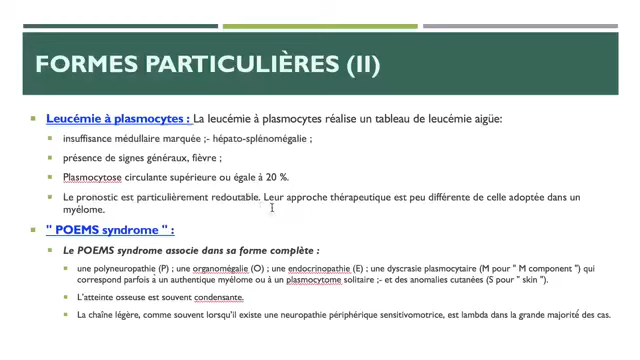 FORMES PARTICULIÈRES (II)
Leucémie à plasmocytes : La leucémie à plasmocytes réalise un tableau de leucémie aigüe:
insuffisance médullaire marquée ;- hépato-splénomégalie ;
présence de signes généraux, fièvre ;
Plasmocytose circulante supérieure ou égale à 20 %.
Le pronostic est particulièrement redoutable. Leur approche thérapeutique est peu différente de celle adoptée dans un
myélome.
" POEMS syndrome " :
Le POEMS syndrome associe dans sa forme complète :
une polyneuropathie (P) ; une organomégalie (O) ; une endocrinopathie (E) ; une dyscrasie plasmocytaire (M pour " M component ") qui
correspond parfois à un authentique myélome ou à un plasmocytome solitaire ;- et des anomalies cutanées (S pour " skin ").
L'atteinte osseuse est souvent condensante.
La chaîne légère, comme souvent lorsqu'il existe une neuropathie périphérique sensitivomotrice, est lambda dans la grande majorité des cas.